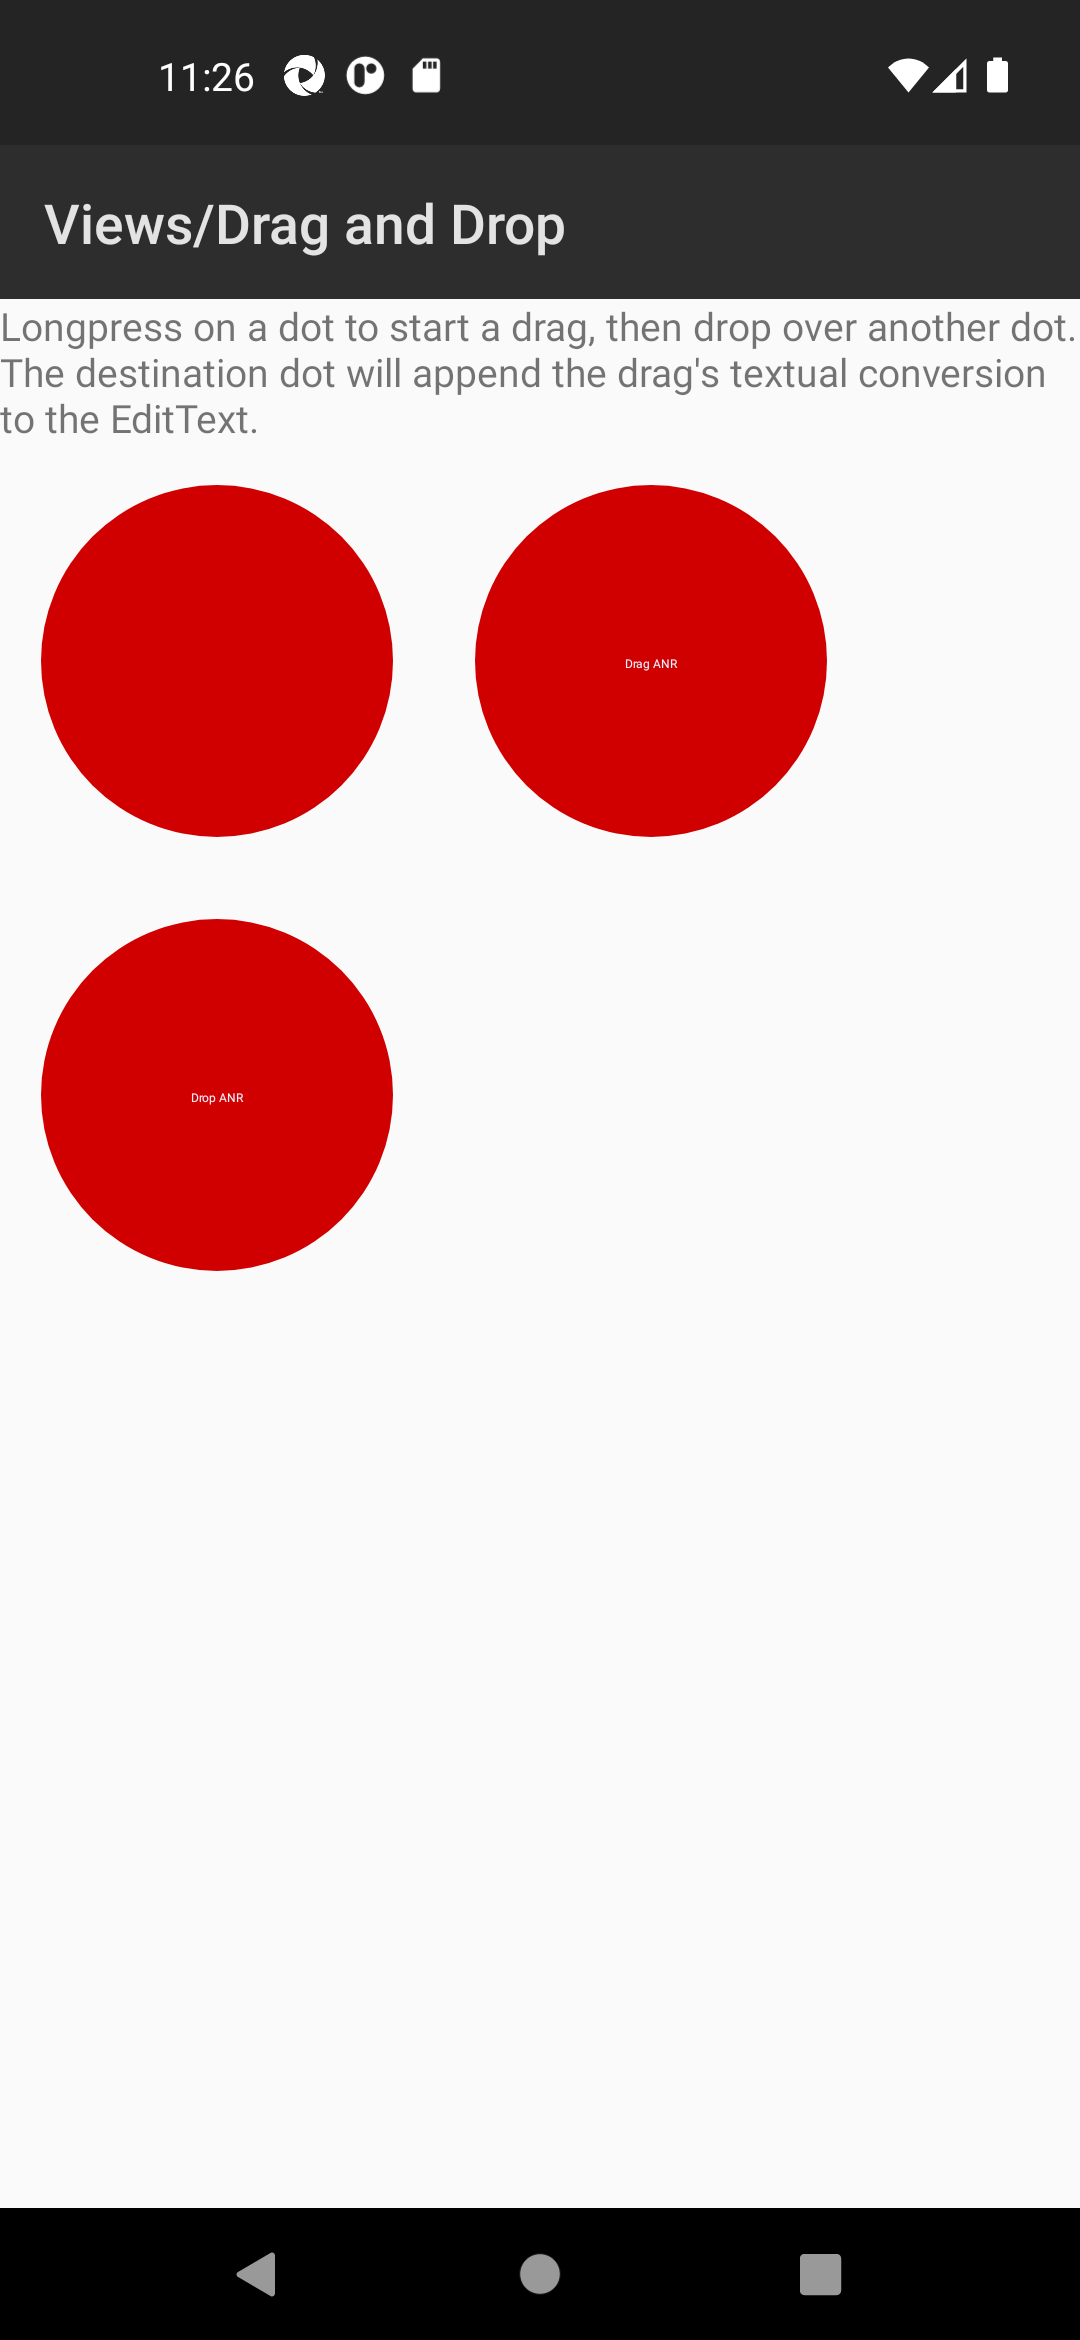 11:26
Views/Drag and Drop
Longpress on a dot to start a drag, then drop over another dot.
The destination dot will append the drag's textual conversion
to the EditText.
Drag ANR
Drop ANR